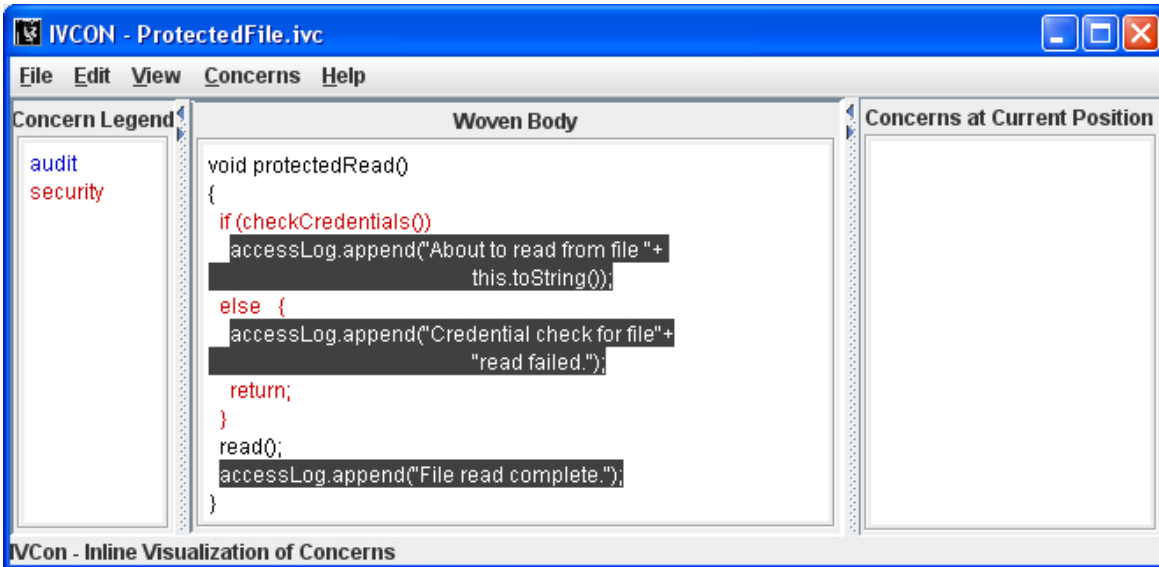 IVCON - ProtectedFile.ivc
File Edit View Concerns Help
Concern Legend
audit
security
Woven Body
void protectedRead()
{
if (checkCredentials())
accessLog.append("About to read from file "+
this.toString());
else {
accessLog.append("Credential check for file"+
"read failed.");
return;
}
read();
accessLog.append("File read complete.");
}
Concerns at Current Position
IVCon - Inline Visualization of Concerns